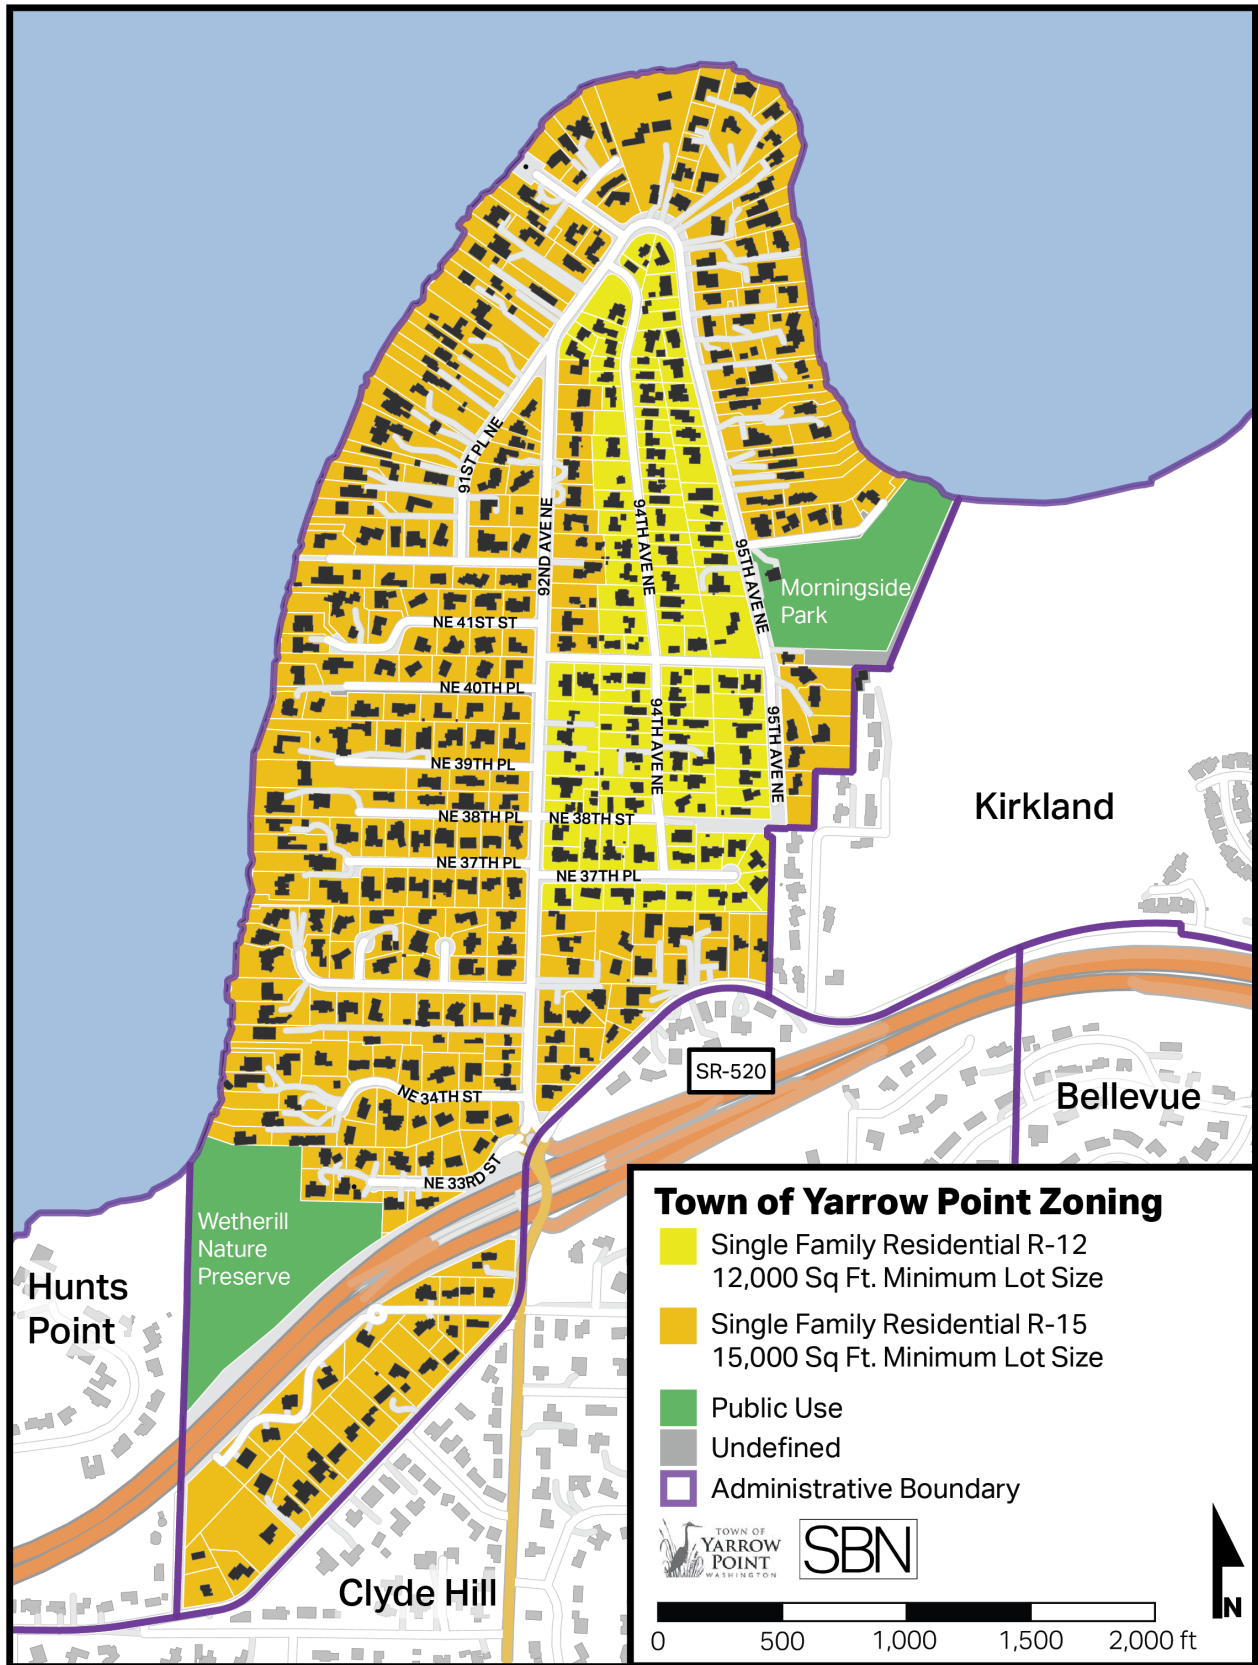 91ST PL NE
92ND AVE NE
94TH AVE NE
95TH AVE NE
Morningside
Park
NE 41ST ST
NE 40TH PL
94TH AVE NE
95TH AVE NE
NE 39TH PL
Kirkland
NE 38TH PL
NE 38TH ST
NE 37TH PL
NE 37TH PL
SR-520
Bellevue
NE 34TH ST
NE 33RD ST
Wetherill
Nature
Preserve
Hunts
Point
Clyde Hill
Town of Yarrow Point Zoning
Single Family Residential R-12
12,000 Sq Ft. Minimum Lot Size
Single Family Residential R-15
15,000 Sq Ft. Minimum Lot Size
Public Use
Undefined
Administrative Boundary
TOWN OF
YARROW
POINT
WASHINGTON
SBN
N
0 500 1,000 1,500 2,000 ft